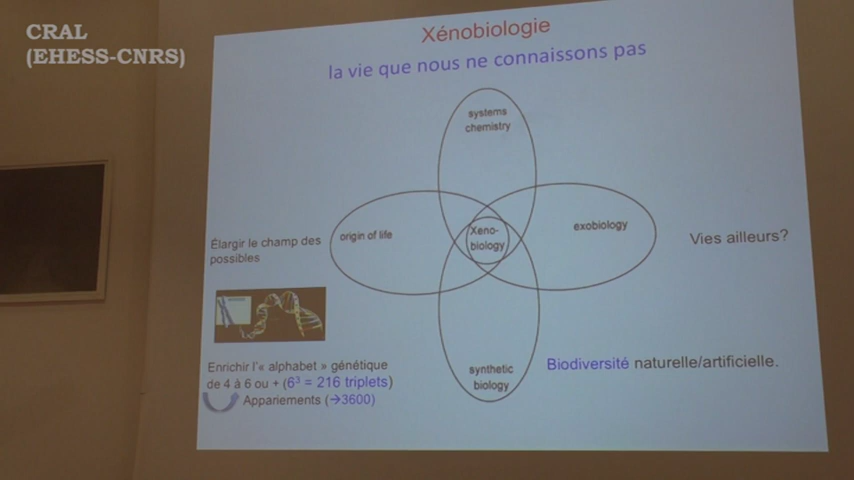 CRAL
(EHESS-CNRS)
Xénobiologie
la vie que nous ne connaissons pas
systems
chemistry
origin of life
Xeno-
biology
exobiology
Élargir le champ des
possibles
Vies ailleurs?
Enrichir l'« alphabet » génétique
de 4 à 6 ou + (6³ = 216 triplets)
Appariements (→3600)
synthetic
biology
Biodiversité naturelle/artificielle.